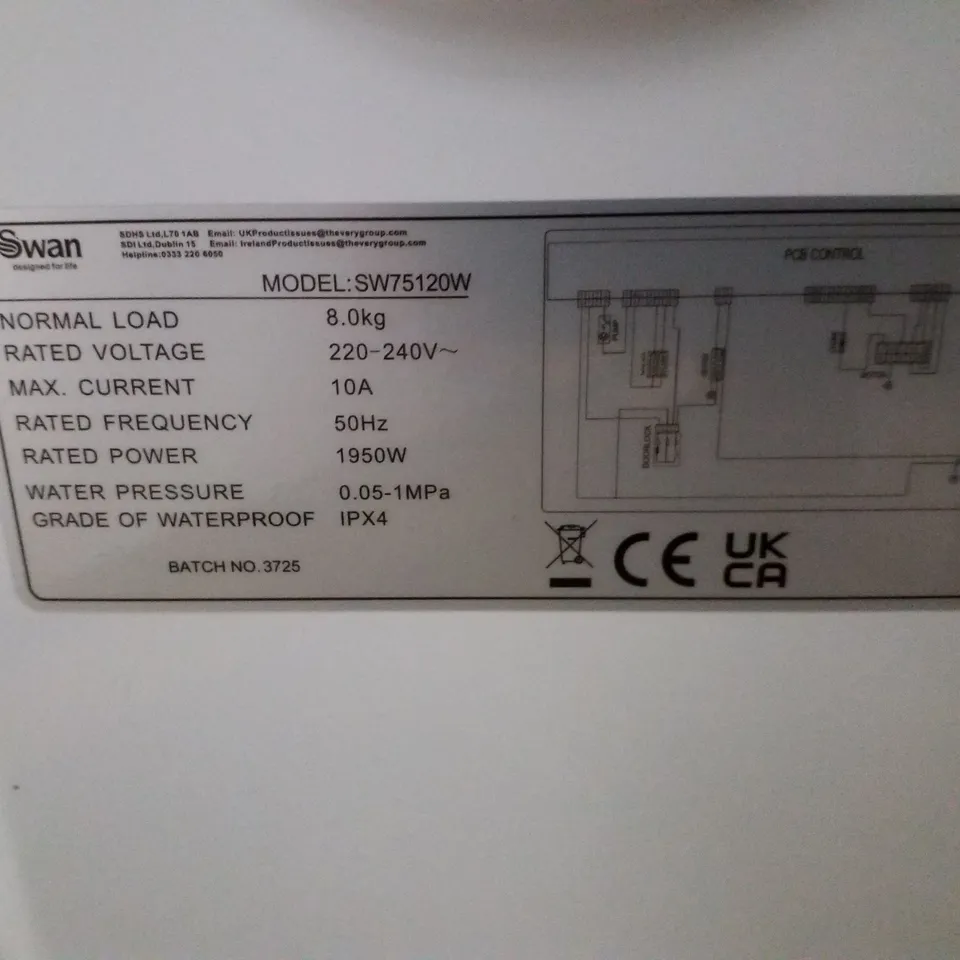 Swan
designed for life
SDHS Ltd,L70 1AB Email: UKProductIssues@theverygroup.com
SDI Ltd,Dublin 15 Email: IrelandProductIssues@theverygroup.com
Helpline:0333 220 6050
MODEL:SW75120W
NORMAL LOAD 8.0kg
RATED VOLTAGE 220-240V~
MAX. CURRENT 10A
RATED FREQUENCY 50Hz
RATED POWER 1950W
WATER PRESSURE 0.05-1MPa
GRADE OF WATERPROOF IPX4
BATCH NO.3725
PCB CONTROL
PUMP
DOORLOCK
CE
UK
CA